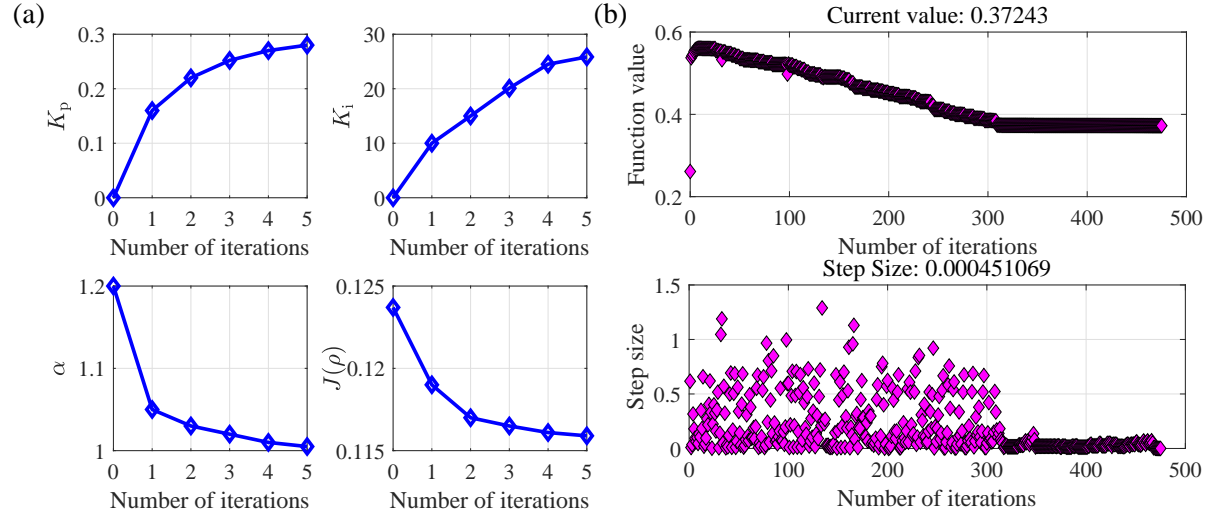 (a)
0.3
0.2
0.1
0
K_p
0 1 2 3 4 5
Number of iterations
30
20
10
0
K_i
0 1 2 3 4 5
Number of iterations
1.2
1.1
1
α
0 1 2 3 4 5
Number of iterations
0.125
0.12
0.115
J(ρ)
0 1 2 3 4 5
Number of iterations
(b)
Current value: 0.37243
0.6
0.4
0.2
Function value
0 100 200 300 400 500
Number of iterations
Step Size: 0.000451069
1.5
1
0.5
0
Step size
0 100 200 300 400 500
Number of iterations